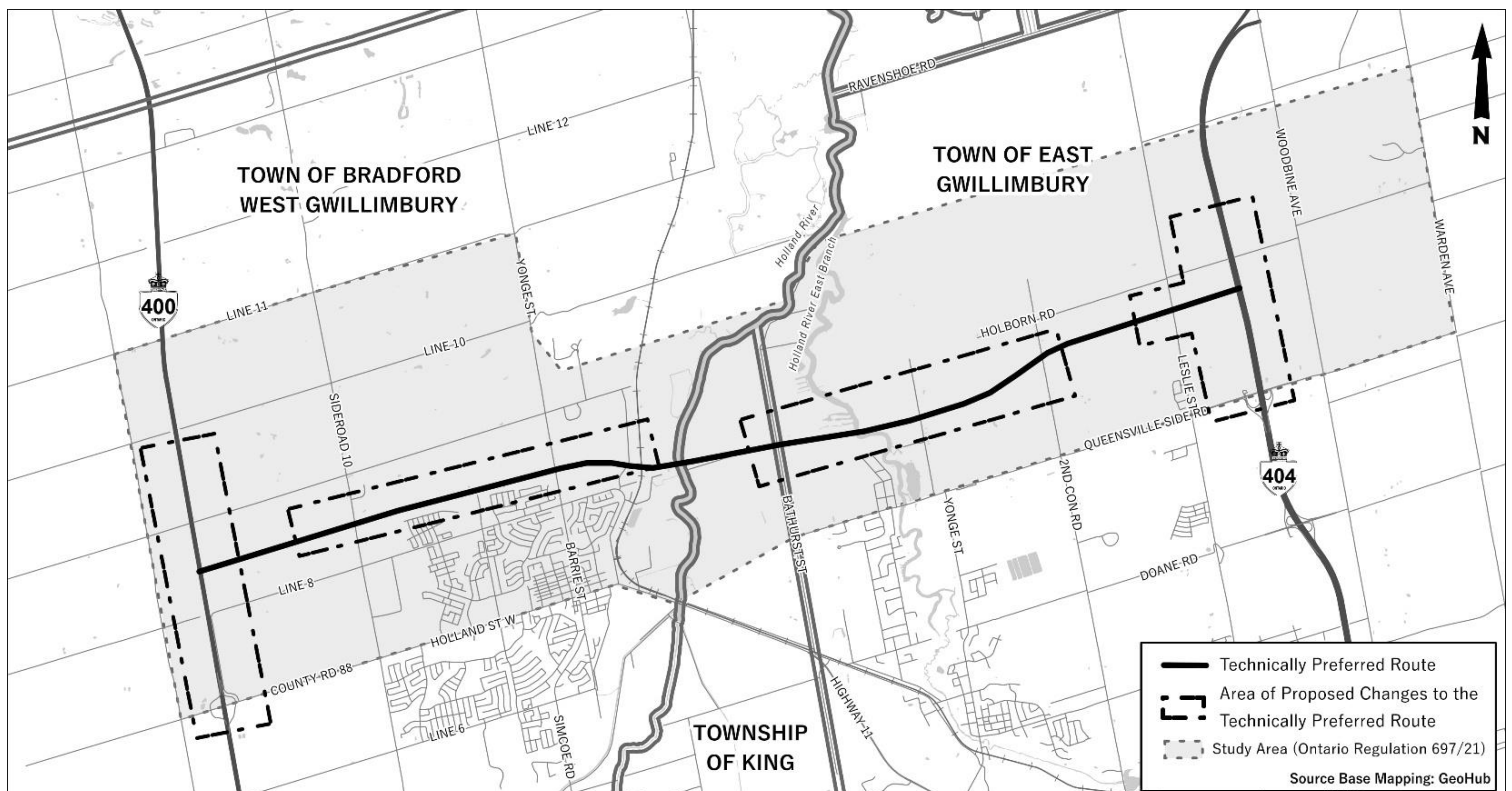 RAVENSHOE RD
LINE 12
TOWN OF BRADFORD
WEST GWILLIMBURY
TOWN OF EAST
GWILLIMBURY
N
WOODBINE AVE
WARDEN AVE
Holland River
Holland River East Branch
YONGE ST.
400
ONTARIO
LINE 11
LINE 10
HOLBORN RD
SIDEROAD 10
LESLIE ST
QUEENSVILLE SIDE RD
404
ONTARIO
2ND CON RD
YONGE ST
BATHURST ST
BARRIE ST
LINE 8
DOANE RD
HOLLAND ST W
COUNTY RD 88
LINE 6
SIMCOE RD
HIGHWAY 11
TOWNSHIP
OF KING
Technically Preferred Route
Area of Proposed Changes to the
Technically Preferred Route
Study Area (Ontario Regulation 697/21)
Source Base Mapping: GeoHub